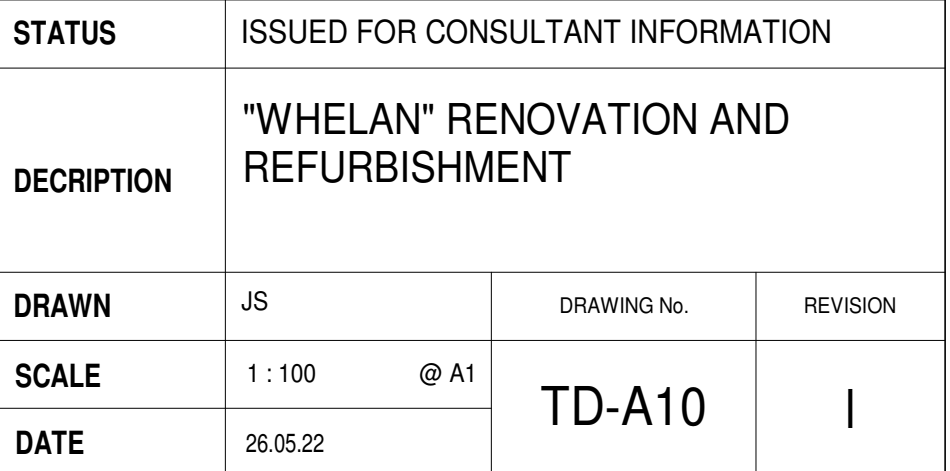 STATUS ISSUED FOR CONSULTANT INFORMATION
DECRIPTION "WHELAN" RENOVATION AND
REFURBISHMENT
DRAWN JS DRAWING No. REVISION
SCALE 1 : 100 @ A1 TD-A10 I
DATE 26.05.22